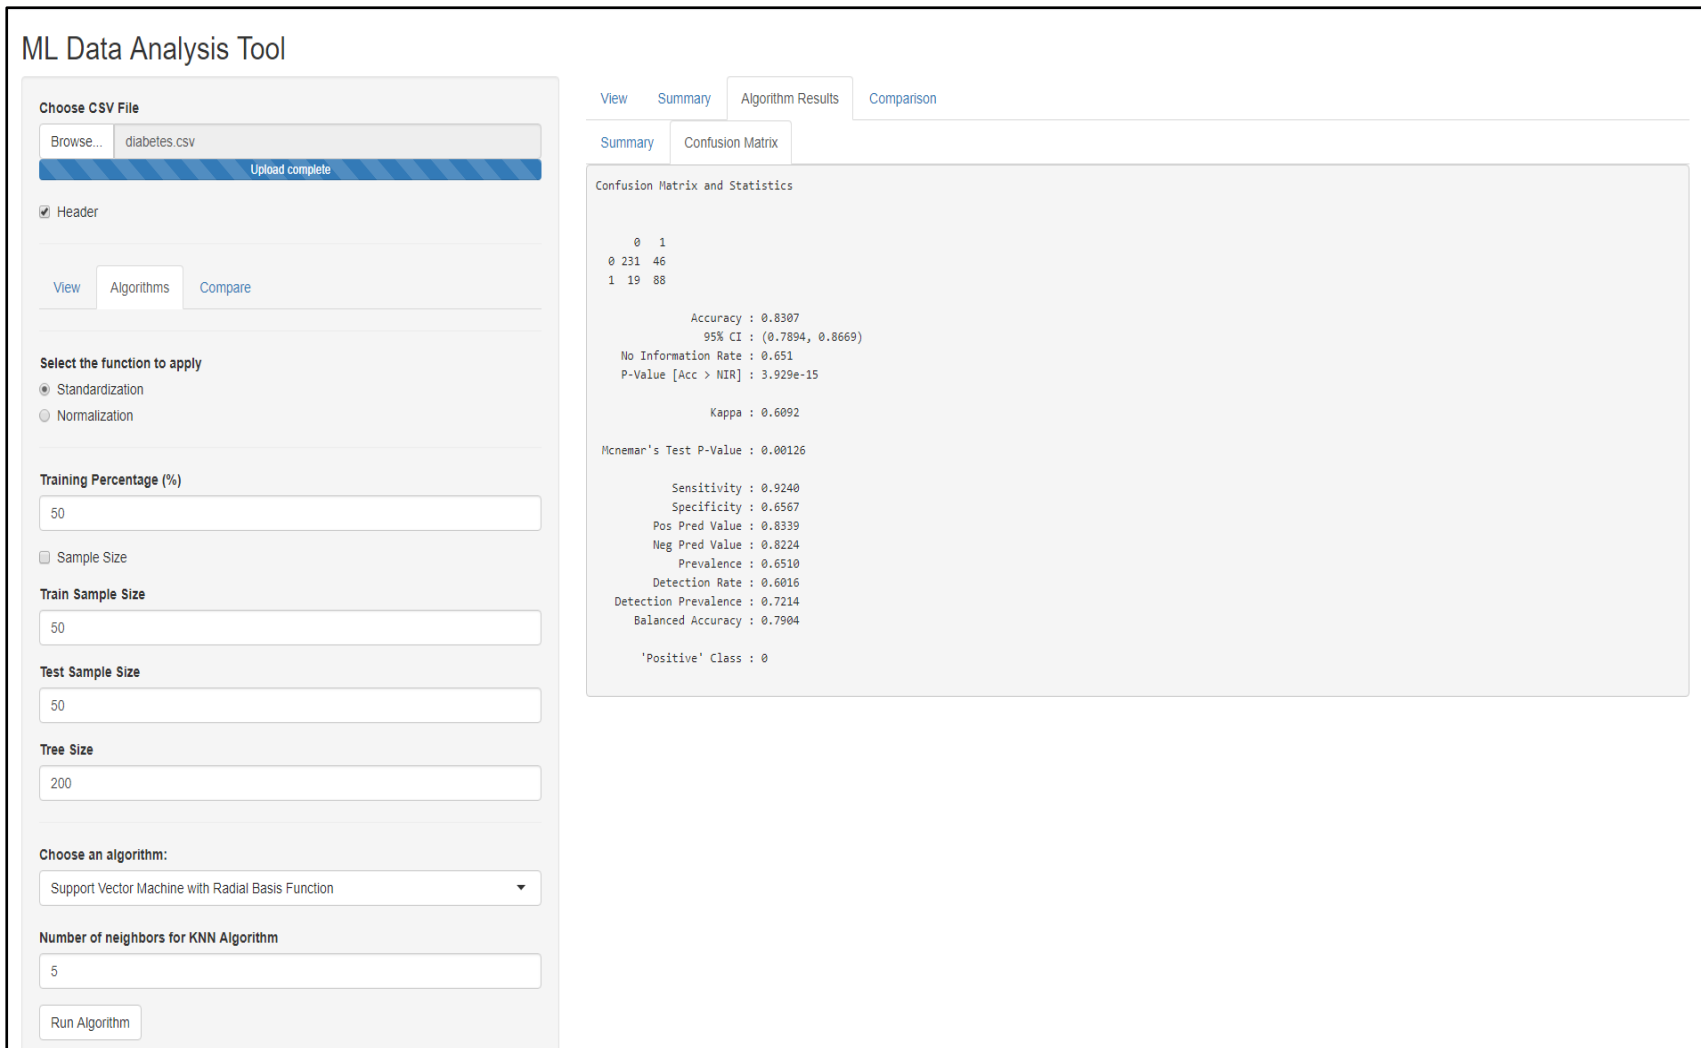 ML Data Analysis Tool
Choose CSV File
Browse... diabetes.csv
Upload complete
Header
View Algorithms Compare
Select the function to apply
Standardization
Normalization
Training Percentage (%)
50
Sample Size
Train Sample Size
50
Test Sample Size
50
Tree Size
200
Choose an algorithm:
Support Vector Machine with Radial Basis Function
Number of neighbors for KNN Algorithm
5
Run Algorithm
View Summary Algorithm Results Comparison
Summary Confusion Matrix
Confusion Matrix and Statistics
0 1
0 231 46
1 19 88
Accuracy : 0.8307
95% CI : (0.7894, 0.8669)
No Information Rate : 0.651
P-Value [Acc > NIR] : 3.929e-15
Kappa : 0.6092
Mcnemar's Test P-Value : 0.00126
Sensitivity : 0.9240
Specificity : 0.6567
Pos Pred Value : 0.8339
Neg Pred Value : 0.8224
Prevalence : 0.6510
Detection Rate : 0.6016
Detection Prevalence : 0.7214
Balanced Accuracy : 0.7904
'Positive' Class : 0